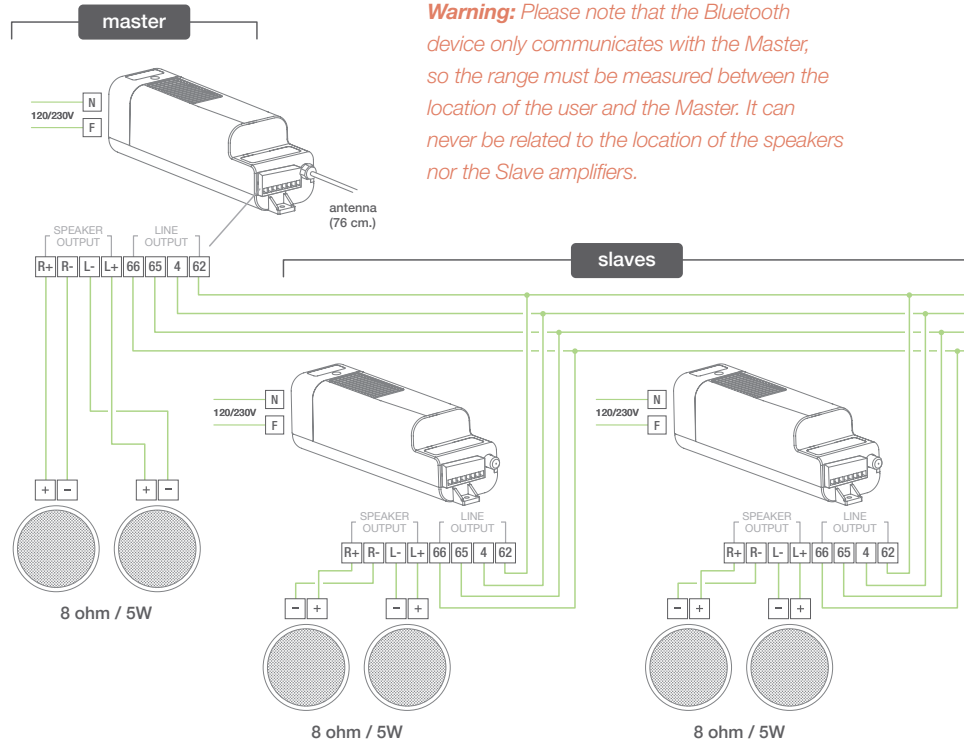 master
Warning: Please note that the Bluetooth
device only communicates with the Master,
so the range must be measured between the
location of the user and the Master. It can
never be related to the location of the speakers
nor the Slave amplifiers.
N
120/230V
F
antenna
(76 cm.)
SPEAKER
OUTPUT
LINE
OUTPUT
R+ R- L- L+ 66 65 4 62
slaves
N
120/230V
F
N
120/230V
F
+ − + −
8 ohm / 5W
SPEAKER
OUTPUT
LINE
OUTPUT
R+ R- L- L+ 66 65 4 62
− + − +
8 ohm / 5W
SPEAKER
OUTPUT
LINE
OUTPUT
R+ R- L- L+ 66 65 4 62
− + − +
8 ohm / 5W